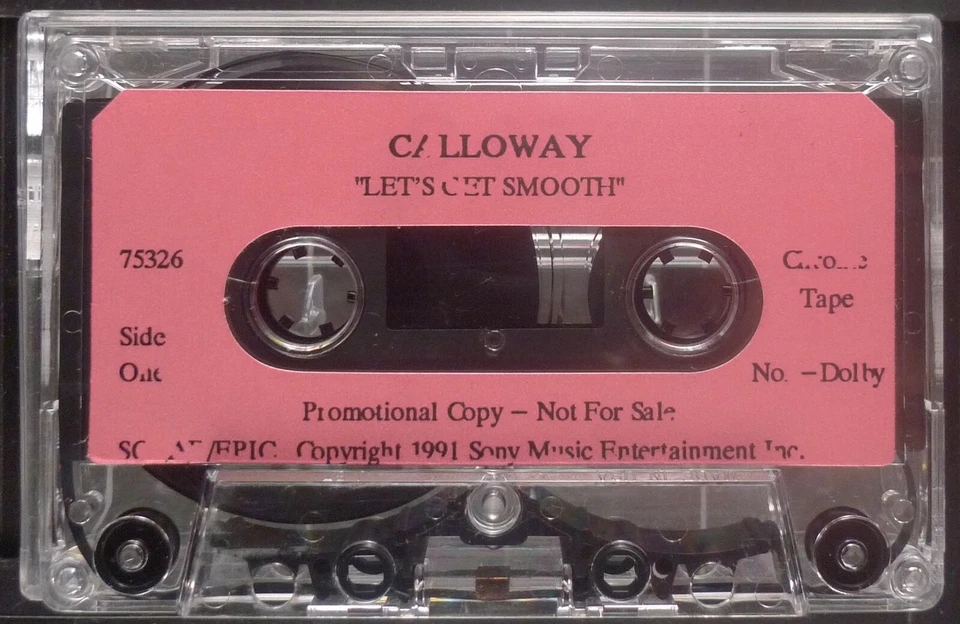 CALLOWAY
"LET'S GET SMOOTH"
75326
Chrome
Tape
Side
One
No. – Dolby
Promotional Copy – Not For Sale
SOLAR/EPIC. Copyright 1991 Sony Music Entertainment Inc.